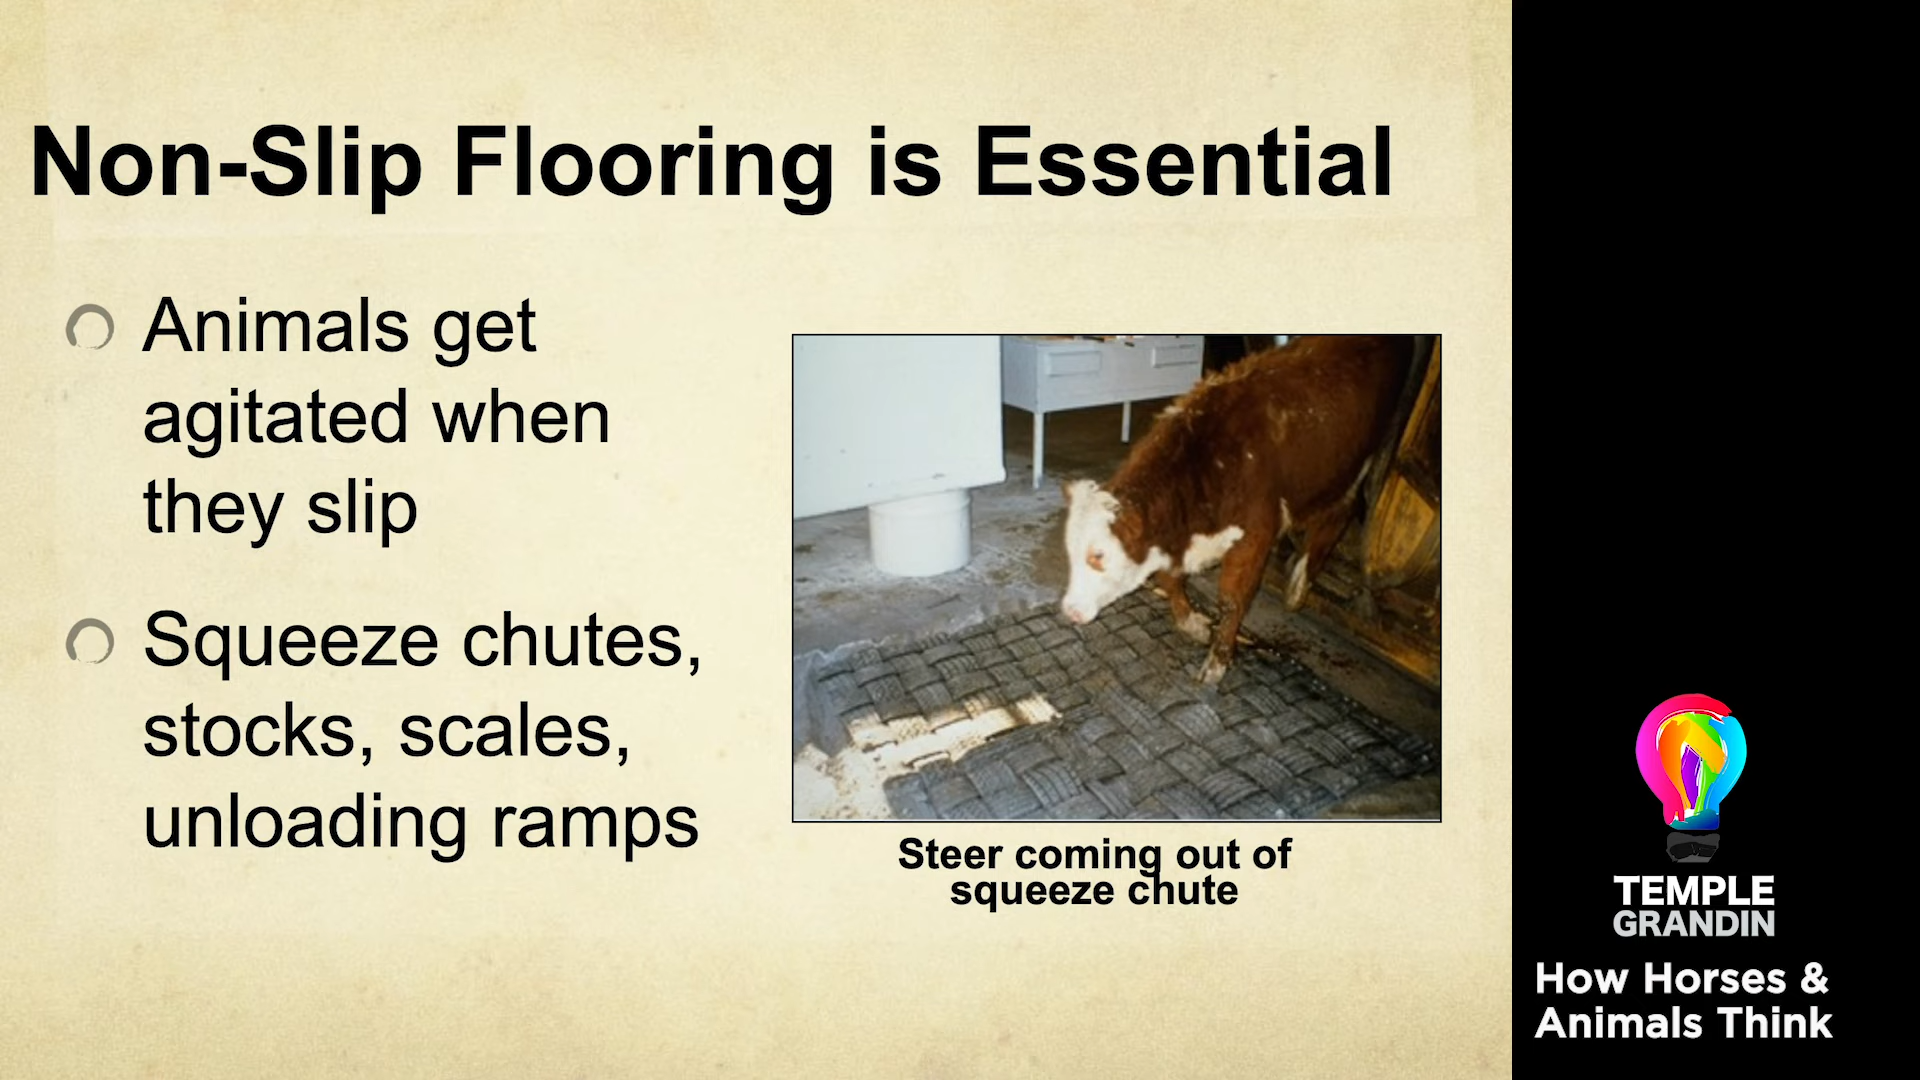 Non-Slip Flooring is Essential
Animals get
agitated when
they slip
Squeeze chutes,
stocks, scales,
unloading ramps
Steer coming out of
squeeze chute
TEMPLE
GRANDIN
How Horses &
Animals Think